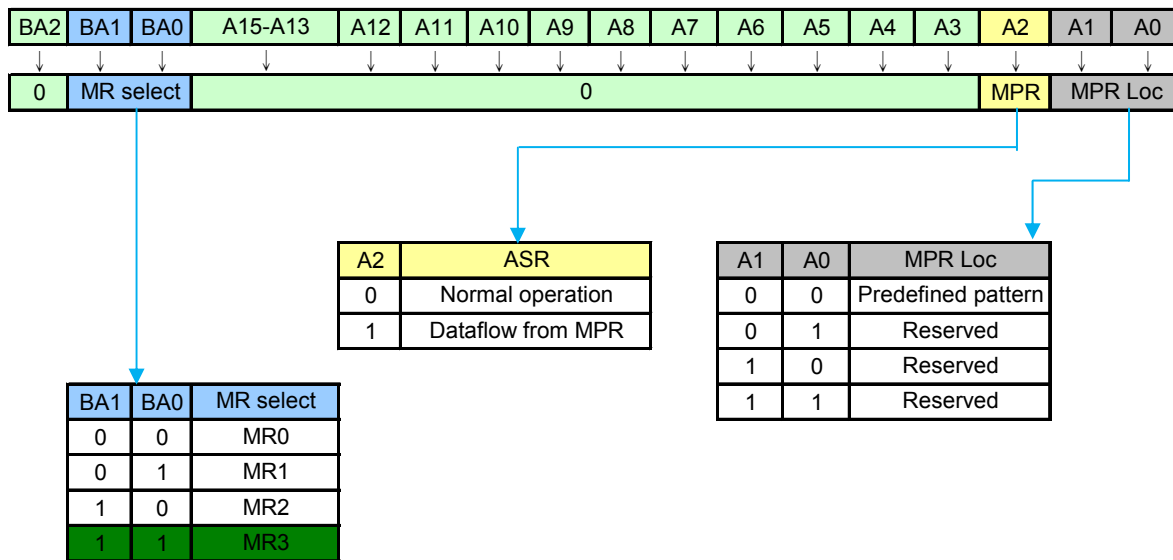 BA2 BA1 BA0 A15-A13 A12 A11 A10 A9 A8 A7 A6 A5 A4 A3 A2 A1 A0
0 MR select 0 MPR MPR Loc
A2 ASR
0 Normal operation
1 Dataflow from MPR
A1 A0 MPR Loc
0 0 Predefined pattern
0 1 Reserved
1 0 Reserved
1 1 Reserved
BA1 BA0 MR select
0 0 MR0
0 1 MR1
1 0 MR2
1 1 MR3